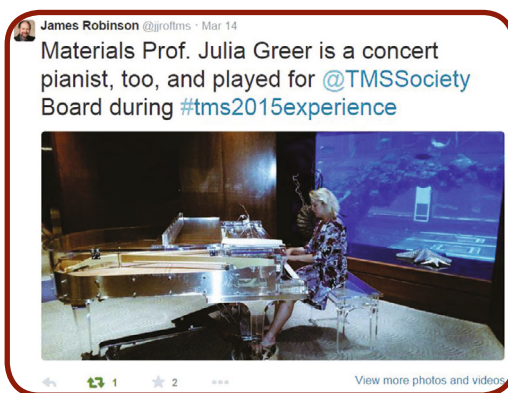 James Robinson @jjroftms · Mar 14
Materials Prof. Julia Greer is a concert
pianist, too, and played for @TMSSociety
Board during #tms2015experience
1 2 View more photos and videos